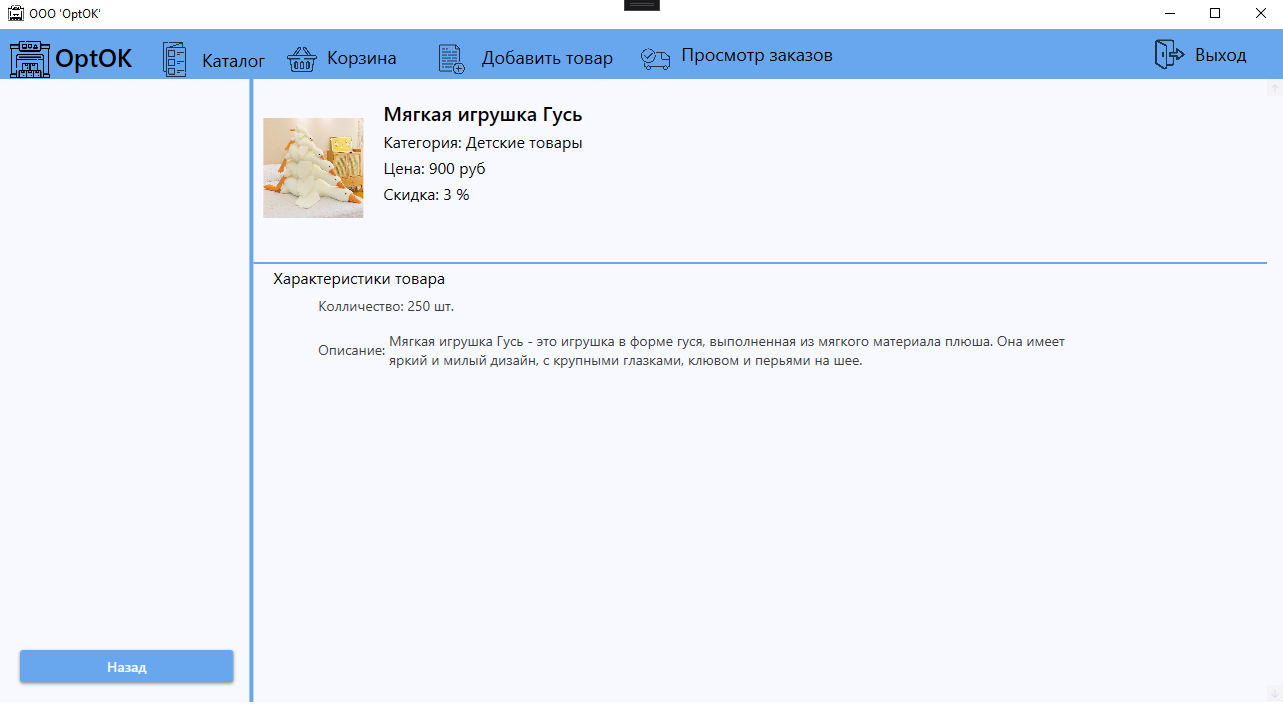 ООО 'OptOK'
OptOK
Каталог
Корзина
Добавить товар
Просмотр заказов
Выход
Мягкая игрушка Гусь
Категория: Детские товары
Цена: 900 руб
Скидка: 3 %
Характеристики товара
Колличество: 250 шт.
Описание: Мягкая игрушка Гусь - это игрушка в форме гуся, выполненная из мягкого материала плюша. Она имеет
яркий и милый дизайн, с крупными глазками, клювом и перьями на шее.
Назад